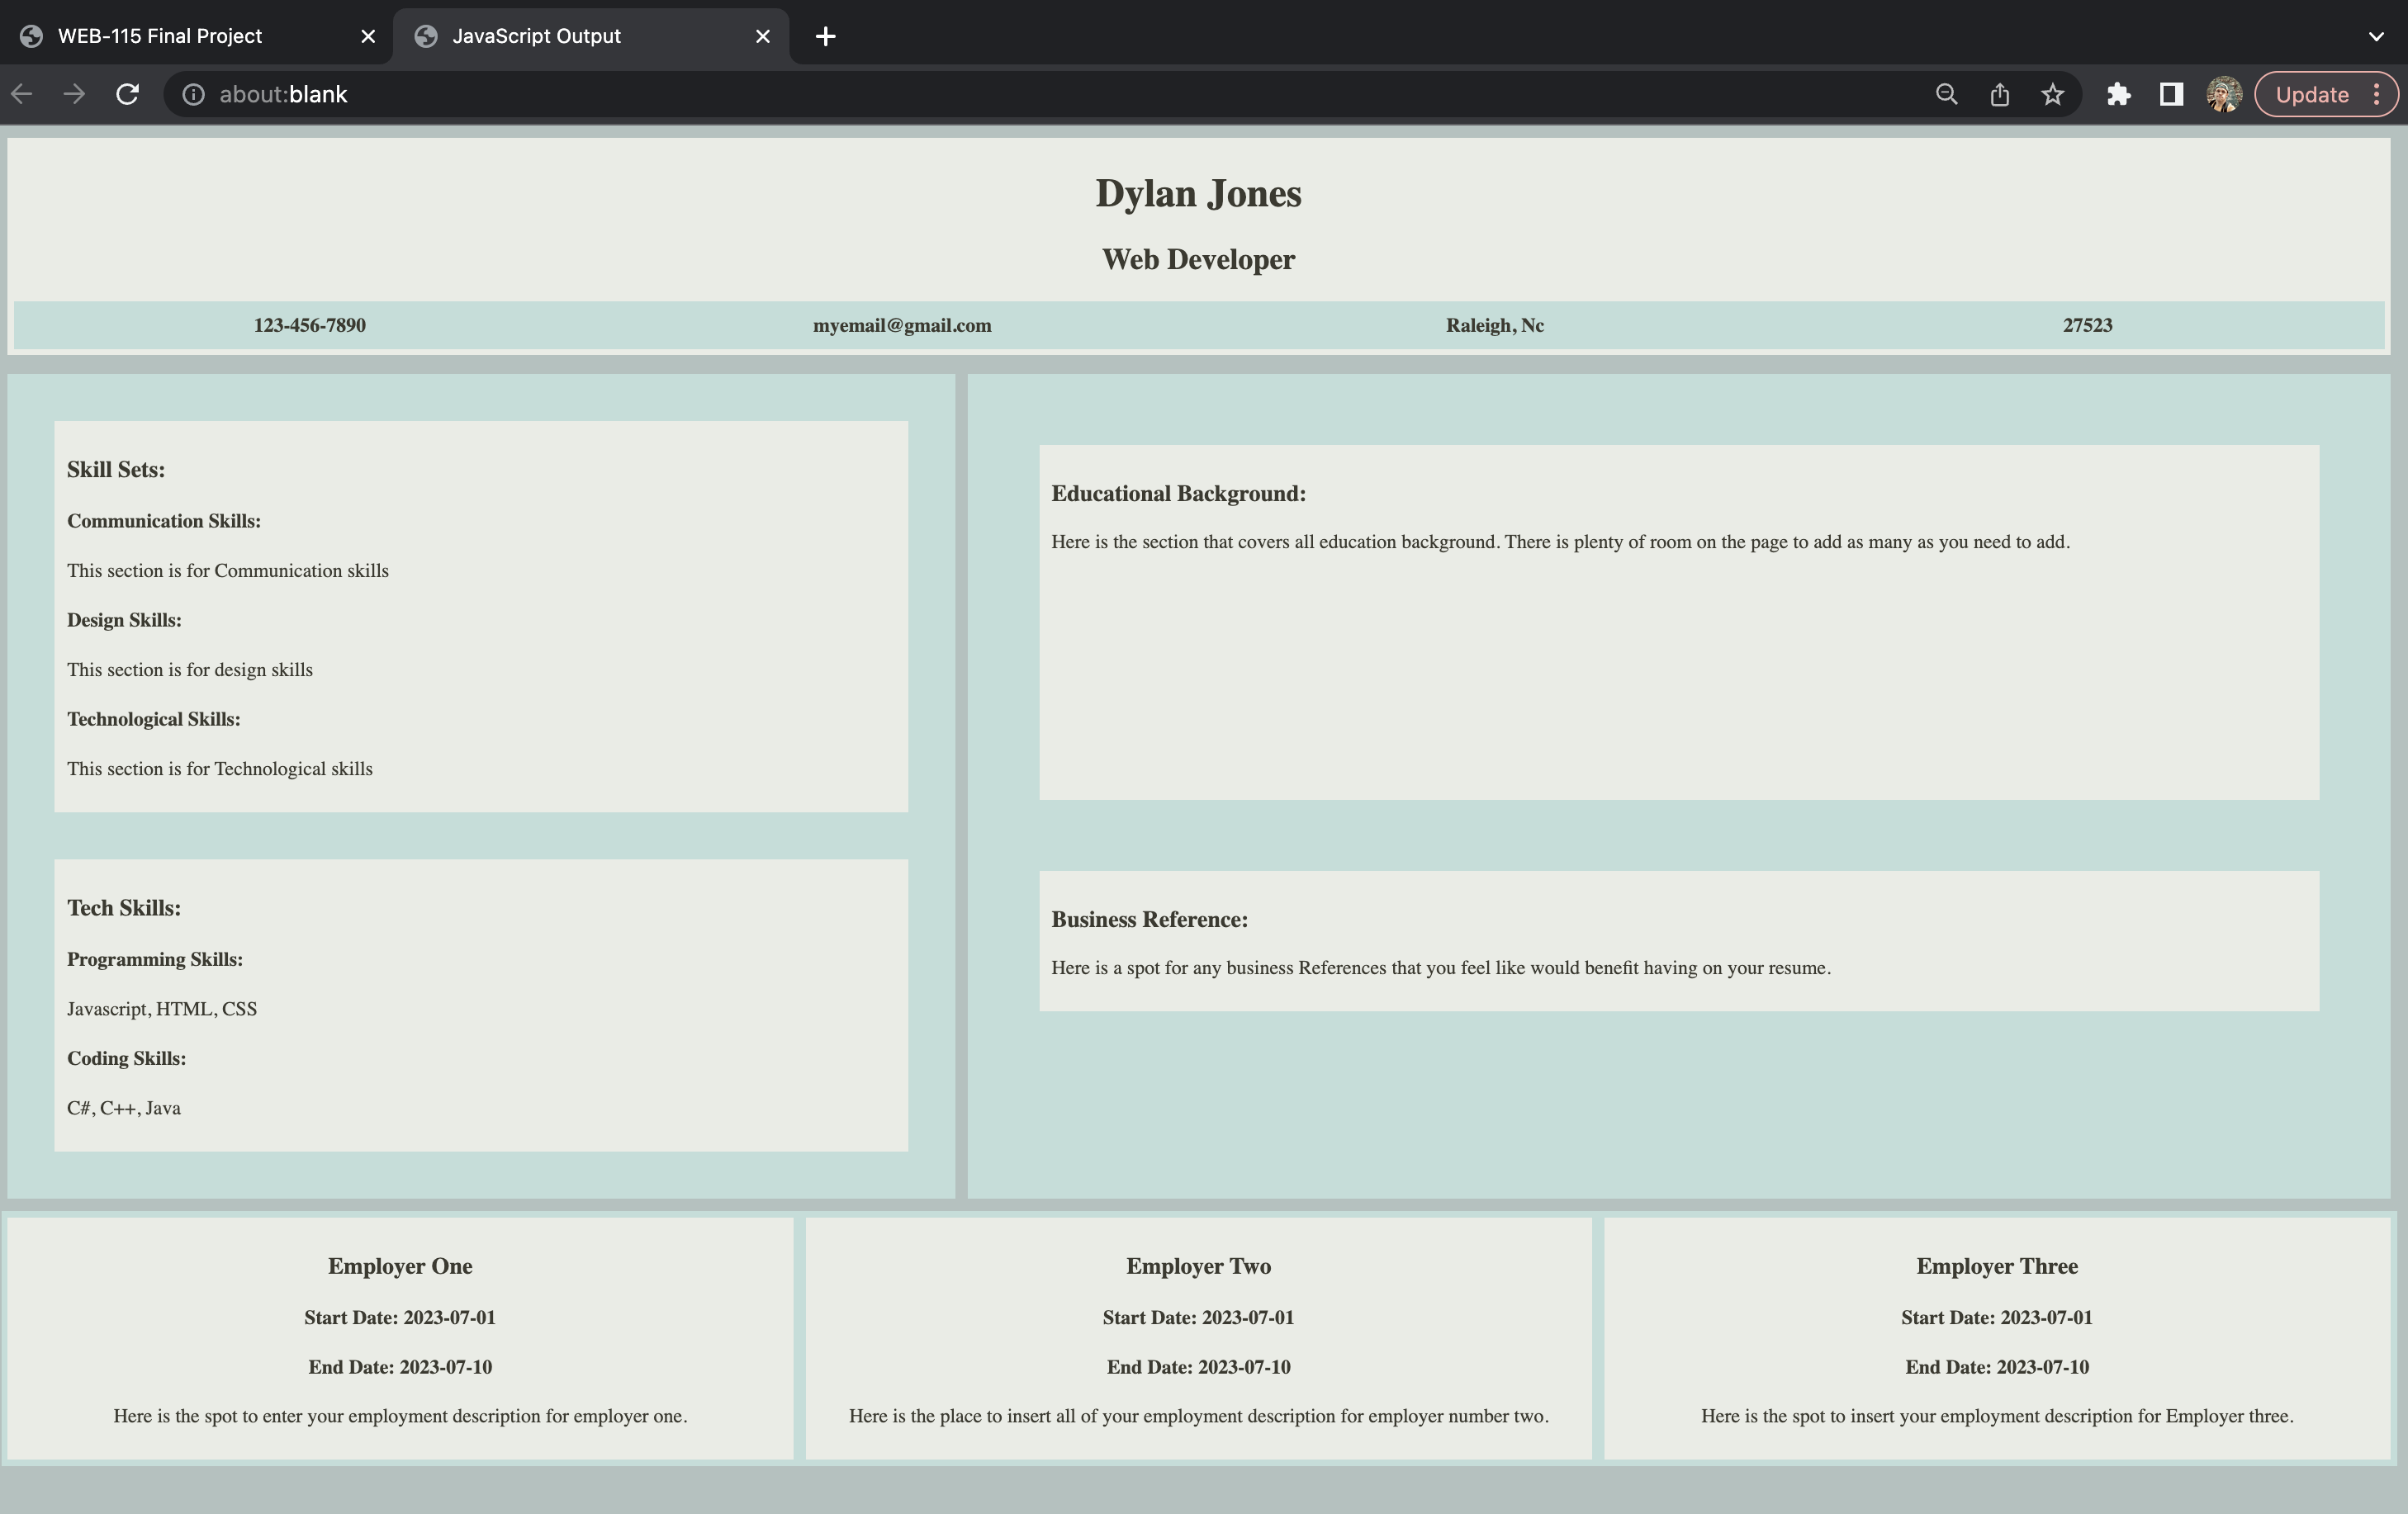 WEB-115 Final Project
JavaScript Output
about:blank
Update
Dylan Jones
Web Developer
123-456-7890 myemail@gmail.com Raleigh, Nc 27523
Skill Sets:
Communication Skills:
This section is for Communication skills
Design Skills:
This section is for design skills
Technological Skills:
This section is for Technological skills
Tech Skills:
Programming Skills:
Javascript, HTML, CSS
Coding Skills:
C#, C++, Java
Educational Background:
Here is the section that covers all education background. There is plenty of room on the page to add as many as you need to add.
Business Reference:
Here is a spot for any business References that you feel like would benefit having on your resume.
Employer One
Start Date: 2023-07-01
End Date: 2023-07-10
Here is the spot to enter your employment description for employer one.
Employer Two
Start Date: 2023-07-01
End Date: 2023-07-10
Here is the place to insert all of your employment description for employer number two.
Employer Three
Start Date: 2023-07-01
End Date: 2023-07-10
Here is the spot to insert your employment description for Employer three.